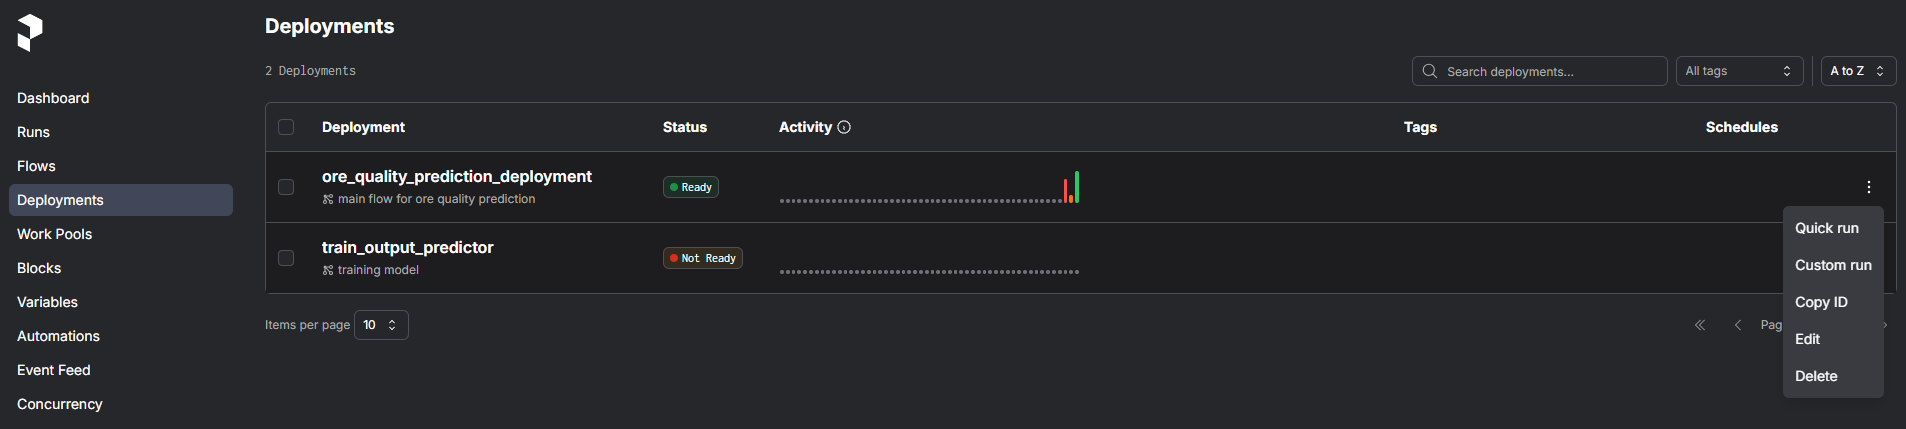 Deployments
2 Deployments
Search deployments...
All tags
A to Z
Dashboard
Runs
Flows
Deployments
Work Pools
Blocks
Variables
Automations
Event Feed
Concurrency
Deployment Status Activity Tags Schedules
ore_quality_prediction_deployment
main flow for ore quality prediction
Ready
train_output_predictor
training model
Not Ready
Items per page 10
Quick run
Custom run
Copy ID
Edit
Delete